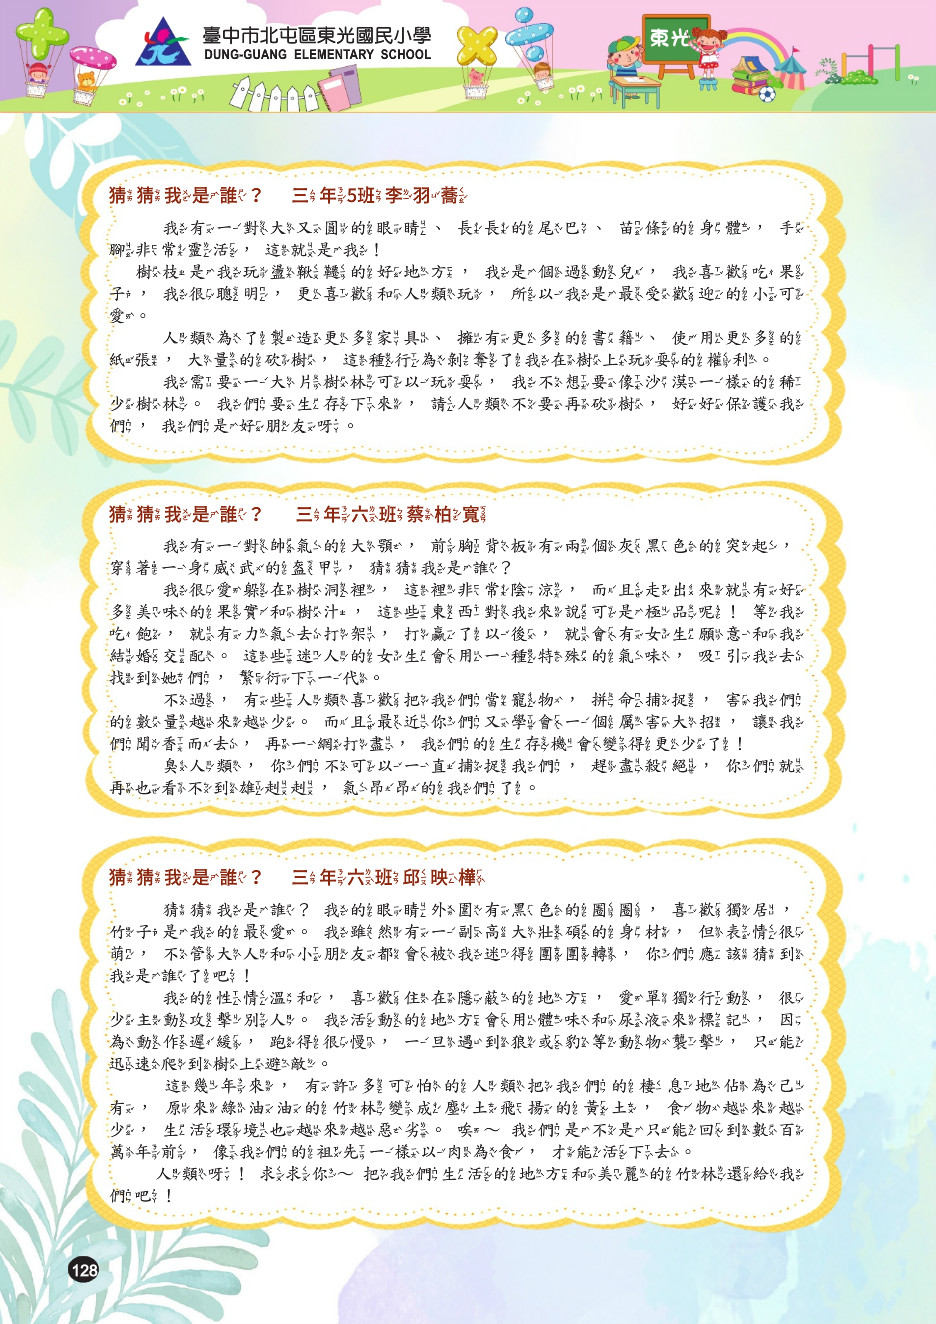 臺中市北屯區東光國民小學
DUNG-GUANG ELEMENTARY SCHOOL
東光
猜猜我是誰？ 三年5班李羽蕎
我有一對大又圓的眼睛、長長的尾巴、苗條的身體，手
腳非常靈活，這就是我！
樹枝是我玩盪鞦韆的好地方，我是個過動兒，我喜歡吃果
子，我很聰明，更喜歡和人類玩，所以我是最受歡迎的小可
愛。
人類為了製造更多家具、擁有更多的書籍、使用更多的
紙張，大量的砍樹，這種行為剝奪了我在樹上玩耍的權利。
我需要一大片樹林可以玩耍，我不想要像沙漠一樣的稀
少樹林。我們要生存下來，請人類不要再砍樹，好好保護我
們，我們是好朋友呀。
猜猜我是誰？ 三年六班蔡柏寬
我有一對帥氣的大顎，前胸背板有兩個灰黑色的突起，
穿著一身威武的盔甲，猜猜我是誰？
我很愛躲在樹洞裡，這裡非常陰涼，而且走出來就有好
多美味的果實和樹汁，這些東西對我來說可是極品呢！等我
吃飽，就有力氣去打架，打贏了以後，就會有女生願意和我
結婚交配。這些迷人的女生會用一種特殊的氣味，吸引我去
找到她們，繁衍下一代。
不過，有些人類喜歡把我們當寵物，拼命捕捉，害我們
的數量越來越少。而且最近你們又學會一個厲害大招，讓我
們聞香而去，再一網打盡，我們的生存機會變得更少了！
臭人類，你們不可以一直捕捉我們，趕盡殺絕，你們就
再也看不到雄赳赳，氣昂昂的我們了。
猜猜我是誰？ 三年六班邱映樺
猜猜我是誰？我的眼睛外圍有黑色的圈圈，喜歡獨居，
竹子是我的最愛。我雖然有一副高大壯碩的身材，但表情很
萌，不管大人和小朋友都會被我迷得團團轉，你們應該猜到
我是誰了吧！
我的性情溫和，喜歡住在隱蔽的地方，愛單獨行動，很
少主動攻擊別人。我活動的地方會用體味和尿液來標記，因
為動作遲緩，跑得很慢，一旦遇到狼或豹等動物襲擊，只能
迅速爬到樹上避敵。
這幾年來，有許多可怕的人類把我們的棲息地佔為己
有，原來綠油油的竹林變成塵土飛揚的黃土，食物越來越
少，生活環境也越來越惡劣。唉～我們是不是只能回到數百
萬年前，像我們的祖先一樣以肉為食，才能活下去。
人類呀！求求你～把我們生活的地方和美麗的竹林還給我
們吧！
128